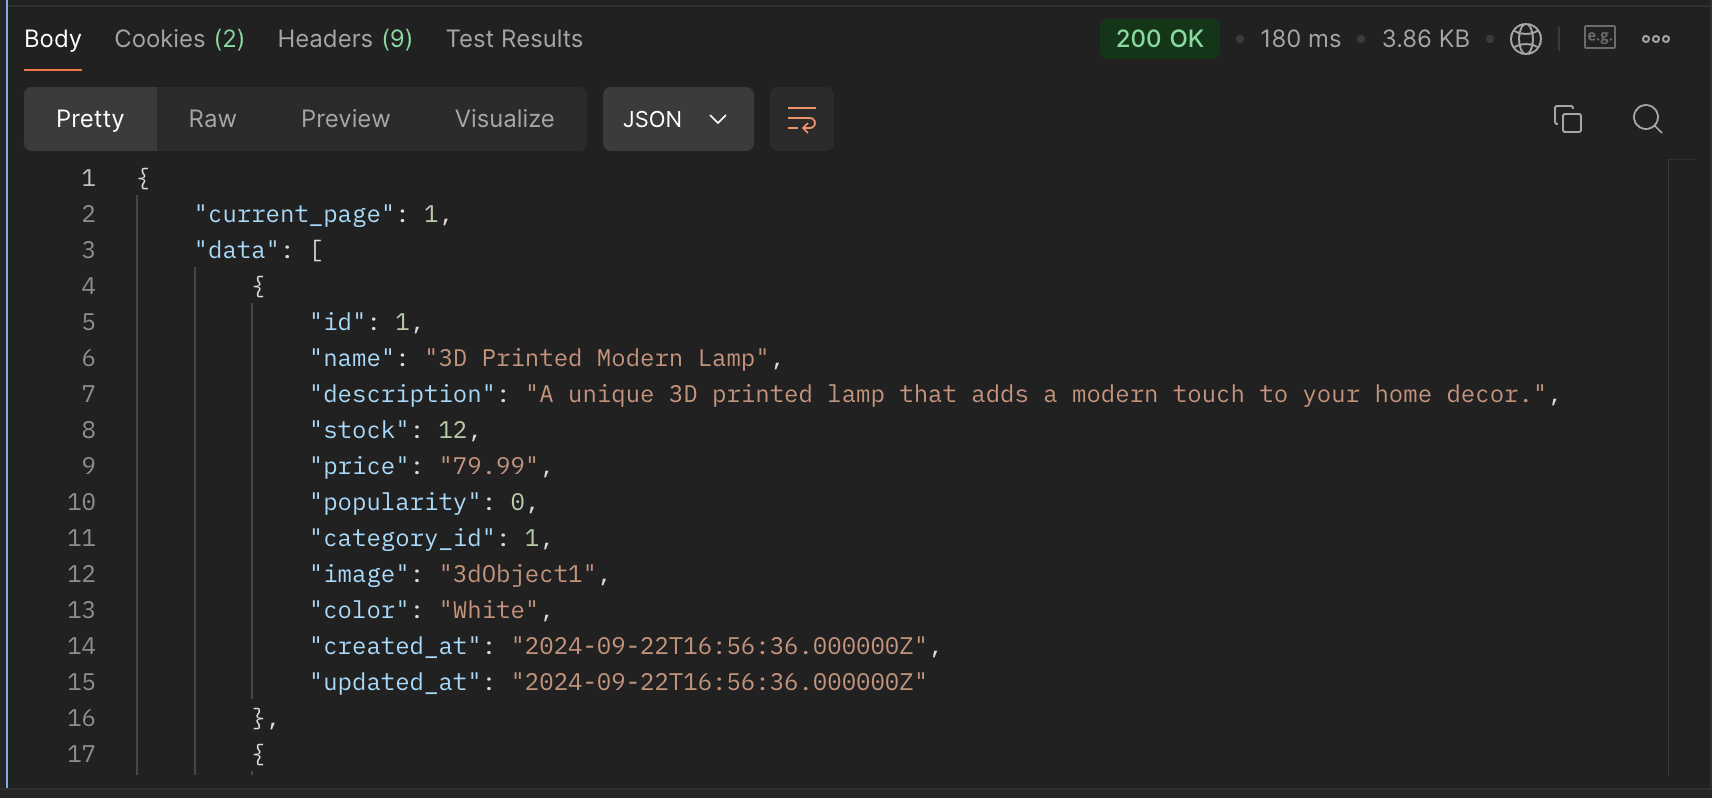 Body Cookies (2) Headers (9) Test Results 200 OK • 180 ms • 3.86 KB • e.g.
Pretty Raw Preview Visualize JSON
1 {
2 "current_page": 1,
3 "data": [
4 {
5 "id": 1,
6 "name": "3D Printed Modern Lamp",
7 "description": "A unique 3D printed lamp that adds a modern touch to your home decor.",
8 "stock": 12,
9 "price": "79.99",
10 "popularity": 0,
11 "category_id": 1,
12 "image": "3dObject1",
13 "color": "White",
14 "created_at": "2024-09-22T16:56:36.000000Z",
15 "updated_at": "2024-09-22T16:56:36.000000Z"
16 },
17 {